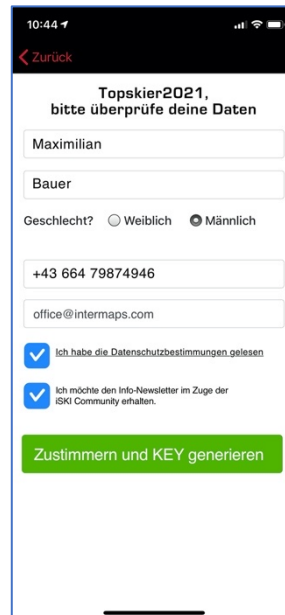 10:44
Zurück
Topskier2021,
bitte überprüfe deine Daten
Maximilian
Bauer
Geschlecht? Weiblich Männlich
+43 664 79874946
office@intermaps.com
Ich habe die Datenschutzbestimmungen gelesen
Ich möchte den Info-Newsletter im Zuge der
iSKI Community erhalten.
Zustimmern und KEY generieren